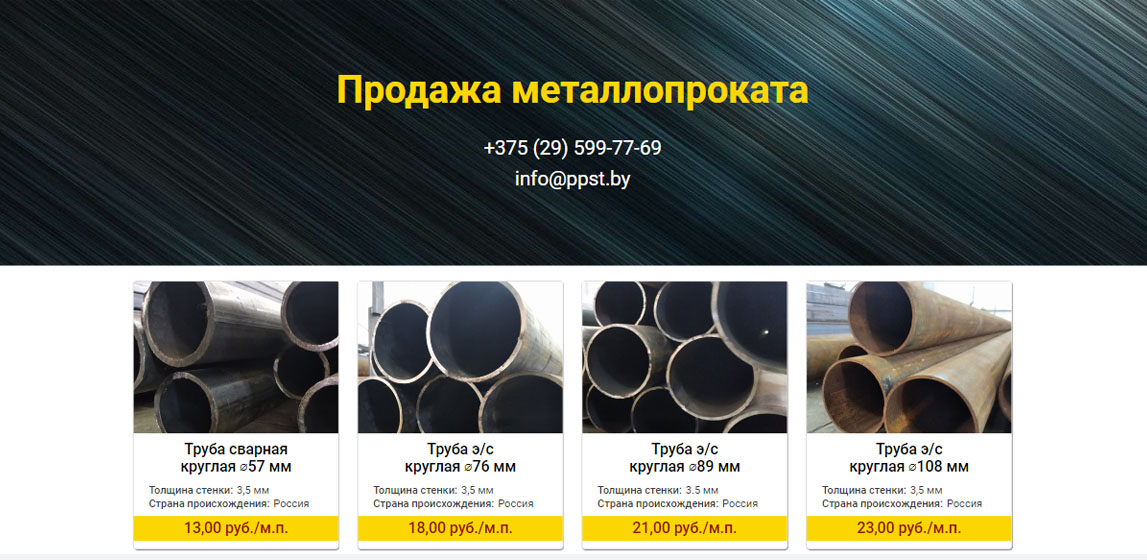 Продажа металлопроката
+375 (29) 599-77-69
info@ppst.by
Труба сварная
круглая ⌀57 мм
Толщина стенки: 3,5 мм
Страна происхождения: Россия
13,00 руб./м.п.
Труба э/с
круглая ⌀76 мм
Толщина стенки: 3,5 мм
Страна происхождения: Россия
18,00 руб./м.п.
Труба э/с
круглая ⌀89 мм
Толщина стенки: 3.5 мм
Страна происхождения: Россия
21,00 руб./м.п.
Труба э/с
круглая ⌀108 мм
Толщина стенки: 3,5 мм
Страна происхождения: Россия
23,00 руб./м.п.